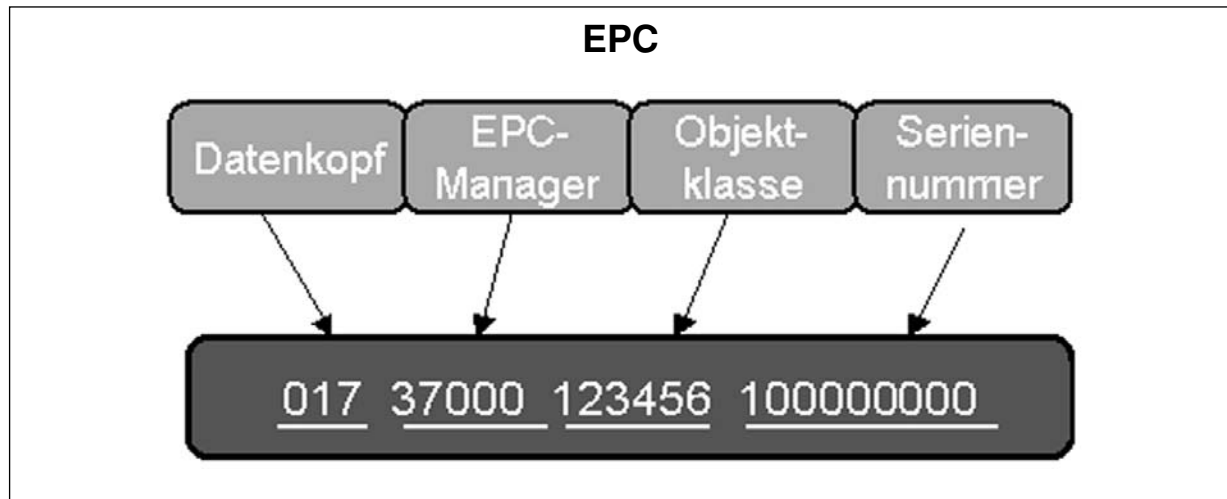 EPC
Datenkopf
EPC-
Manager
Objekt-
klasse
Serien-
nummer
017 37000 123456 100000000